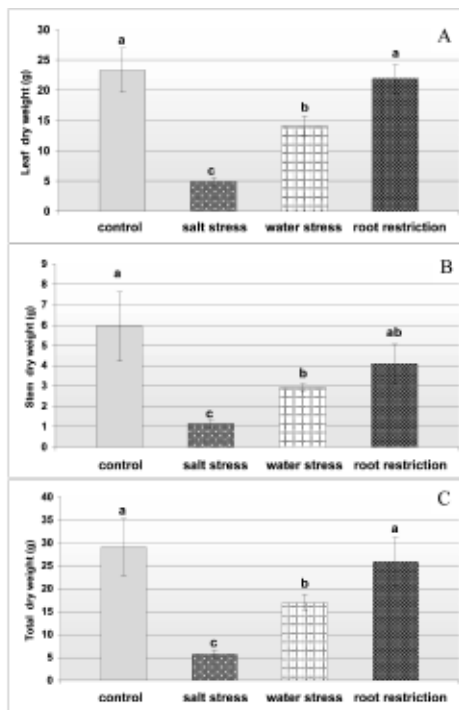 A
Leaf dry weight (g)
30
25
20
15
10
5
0
a
c
b
a
control salt stress water stress root restriction
B
Stem dry weight (g)
9
8
7
6
5
4
3
2
1
0
a
c
b
ab
control salt stress water stress root restriction
C
Total dry weight (g)
40
35
30
25
20
15
10
5
0
a
c
b
a
control salt stress water stress root restriction